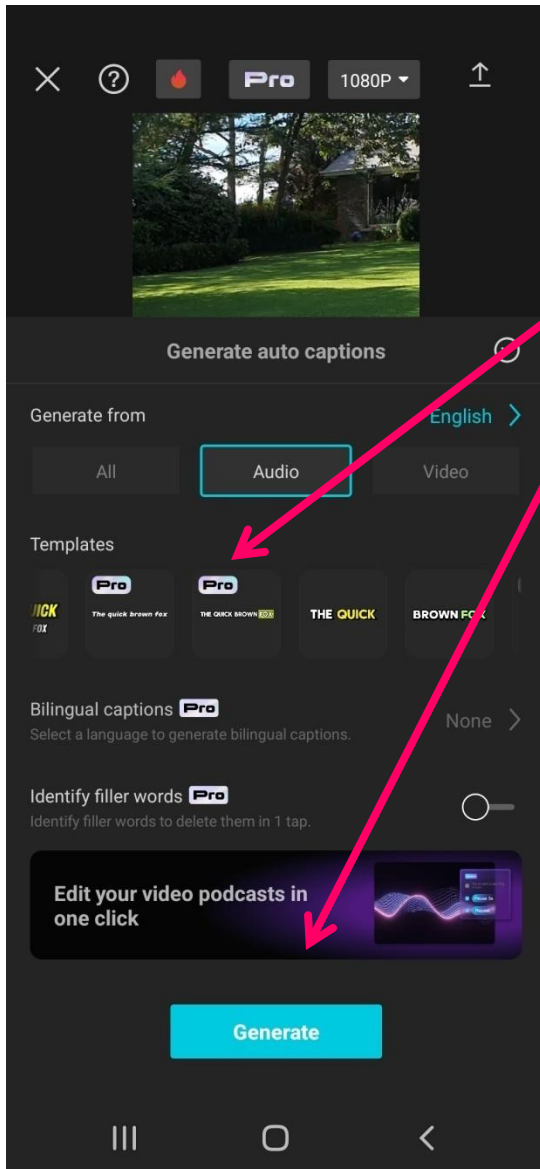 Pro
1080P
Generate auto captions
Generate from
English
All
Audio
Video
Templates
Pro
Pro
UICK
FOX
The quick brown fox
THE QUICK BROWN FOX
THE QUICK
BROWN FOX
Bilingual captions Pro
Select a language to generate bilingual captions.
None
Identify filler words Pro
Identify filler words to delete them in 1 tap.
Edit your video podcasts in
one click
Generate